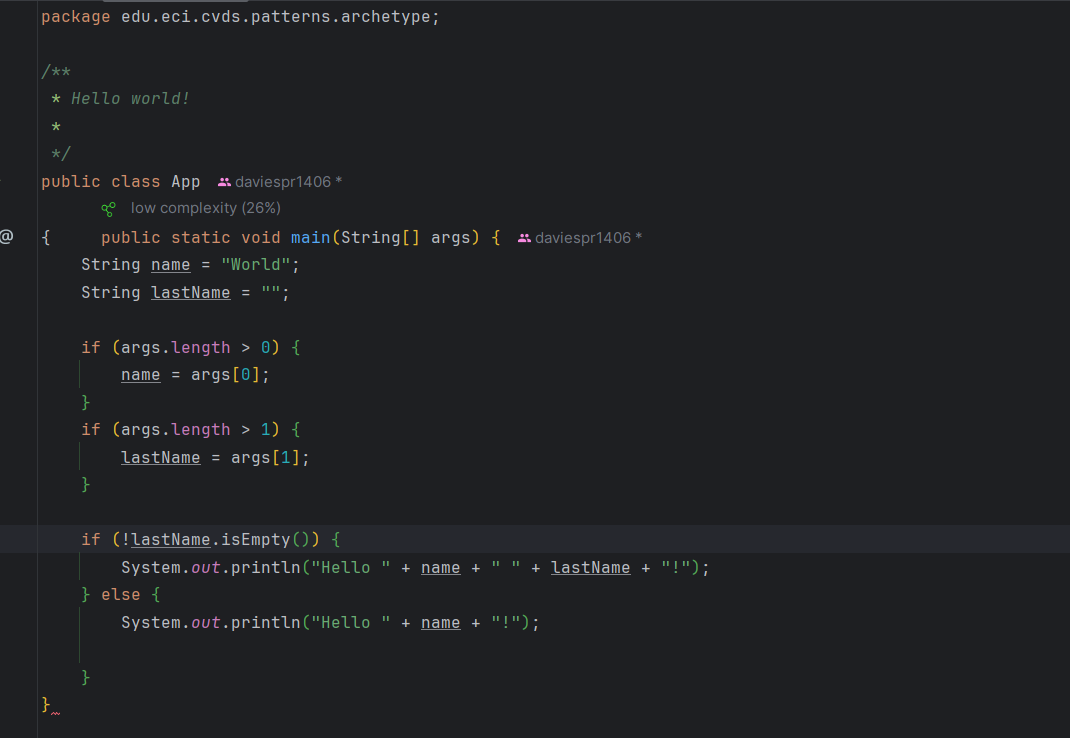 package edu.eci.cvds.patterns.archetype;
/**
 * Hello world!
 *
 */
public class App daviespr1406 *
low complexity (26%)
@ {     public static void main(String[] args) { daviespr1406 *
    String name = "World";
    String lastName = "";
    if (args.length > 0) {
        name = args[0];
    }
    if (args.length > 1) {
        lastName = args[1];
    }
    if (!lastName.isEmpty()) {
        System.out.println("Hello " + name + " " + lastName + "!");
    } else {
        System.out.println("Hello " + name + "!");
    }
}